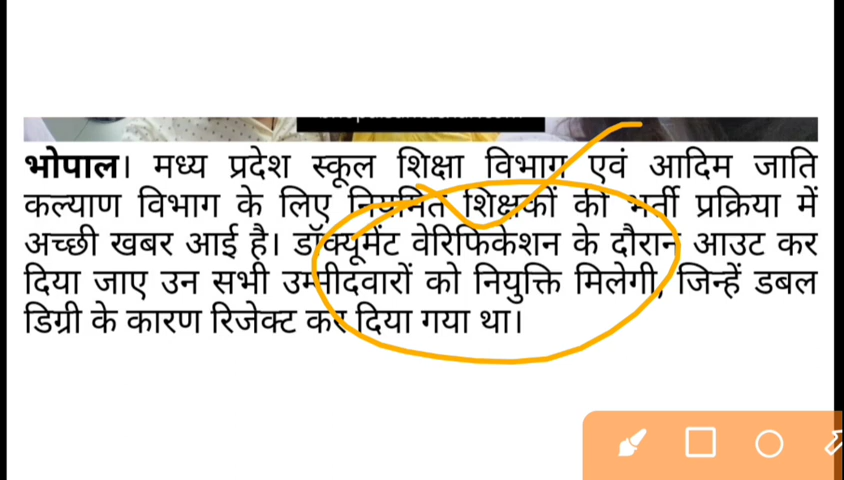 भोपाल। मध्य प्रदेश स्कूल शिक्षा विभाग एवं आदिम जाति
कल्याण विभाग के लिए नियमित शिक्षकों की भर्ती प्रक्रिया में
अच्छी खबर आई है। डॉक्यूमेंट वेरिफिकेशन के दौरान आउट कर
दिया जाए उन सभी उम्मीदवारों को नियुक्ति मिलेगी, जिन्हें डबल
डिग्री के कारण रिजेक्ट कर दिया गया था।